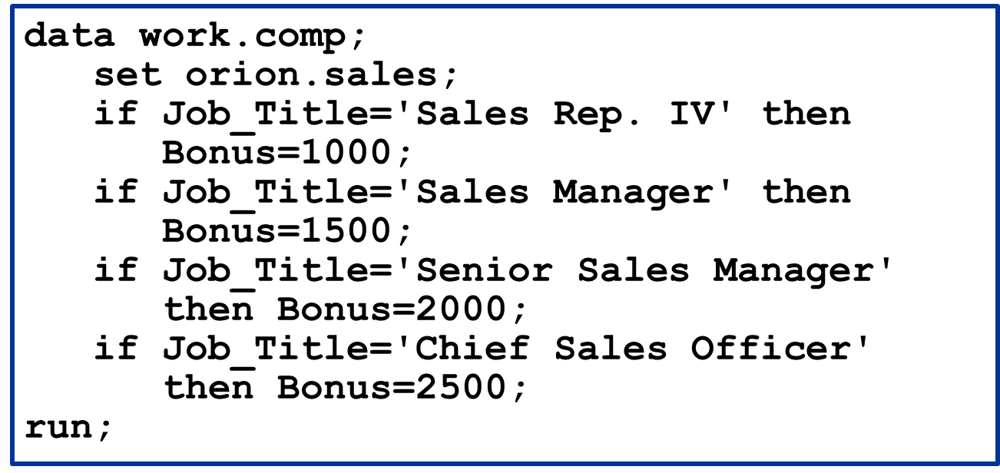 data work.comp;
   set orion.sales;
   if Job_Title='Sales Rep. IV' then
      Bonus=1000;
   if Job_Title='Sales Manager' then
      Bonus=1500;
   if Job_Title='Senior Sales Manager'
      then Bonus=2000;
   if Job_Title='Chief Sales Officer'
      then Bonus=2500;
run;